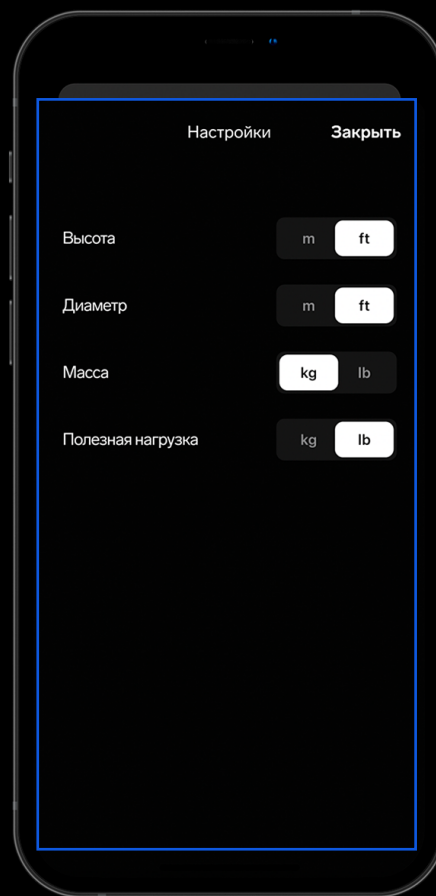 Настройки Закрыть
Высота m ft
Диаметр m ft
Масса kg lb
Полезная нагрузка kg lb